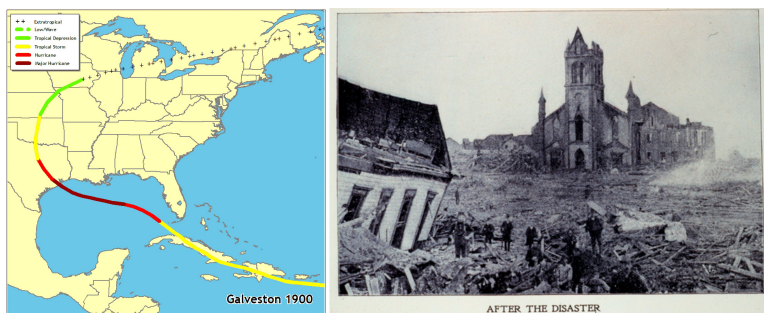 Extratropical
Low/Wave
Tropical Depression
Tropical Storm
Hurricane
Major Hurricane
Galveston 1900
AFTER THE DISASTER